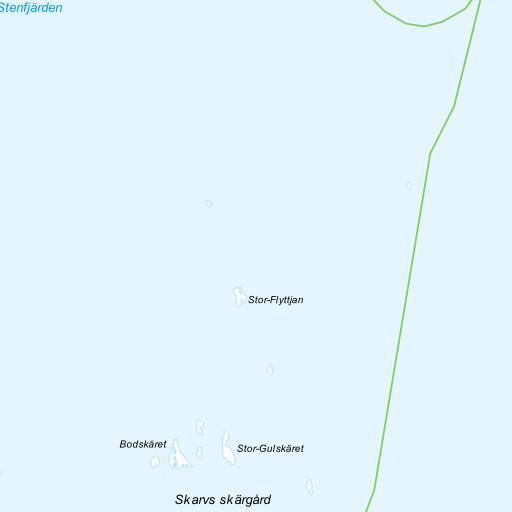 Stenfjärden
Stor-Flyttjan
Bodskäret
Stor-Gulskäret
Skarvs skärgård